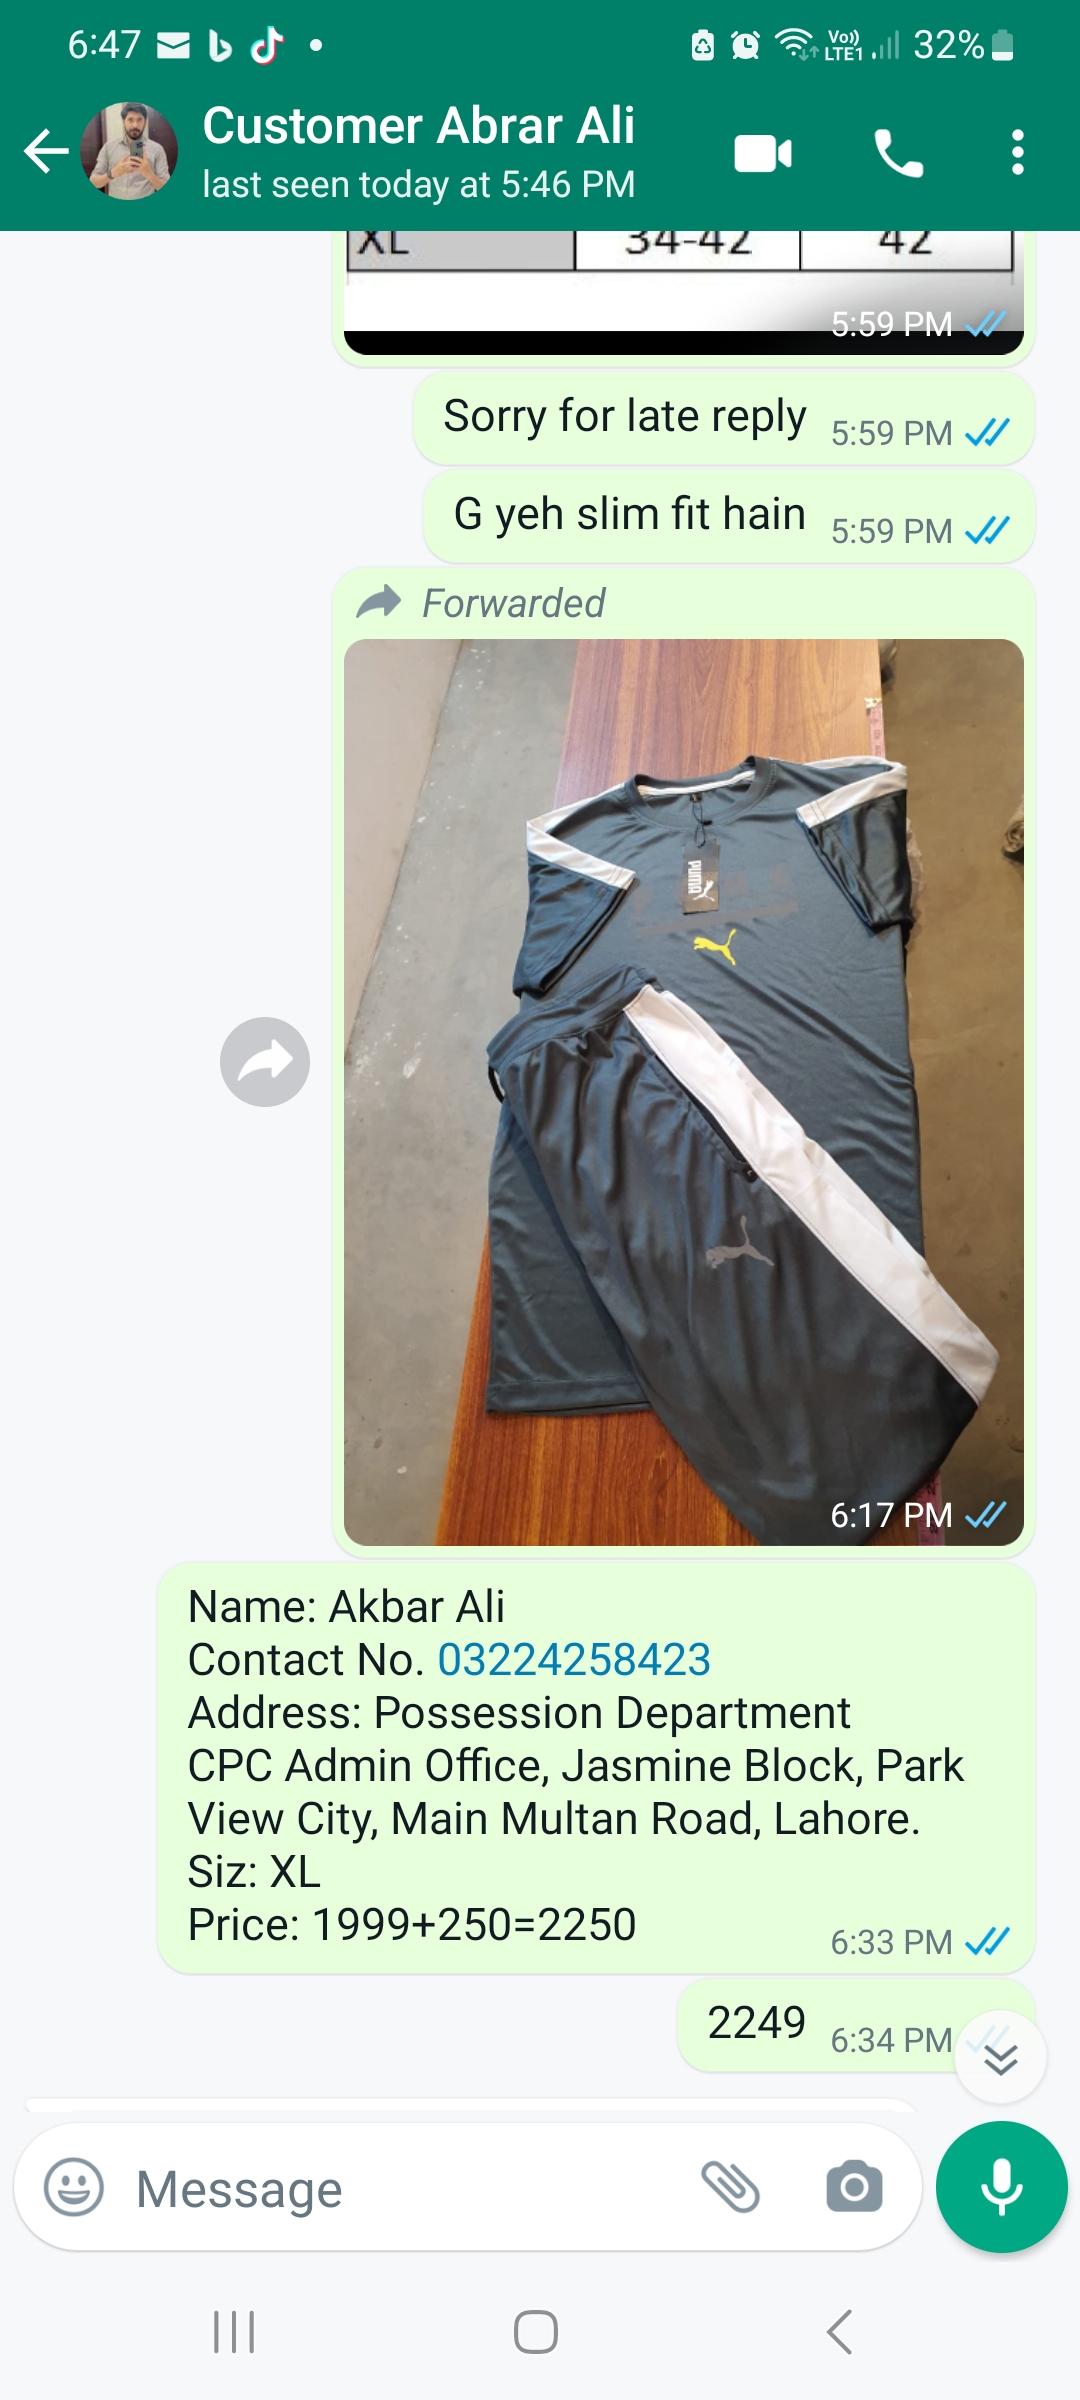 6:47
Vo)) LTE1 32%
Customer Abrar Ali
last seen today at 5:46 PM
XL 34-42 42
5:59 PM
Sorry for late reply 5:59 PM
G yeh slim fit hain 5:59 PM
Forwarded
PUMA
6:17 PM
Name: Akbar Ali
Contact No. 03224258423
Address: Possession Department
CPC Admin Office, Jasmine Block, Park
View City, Main Multan Road, Lahore.
Siz: XL
Price: 1999+250=2250
6:33 PM
2249 6:34 PM
Message